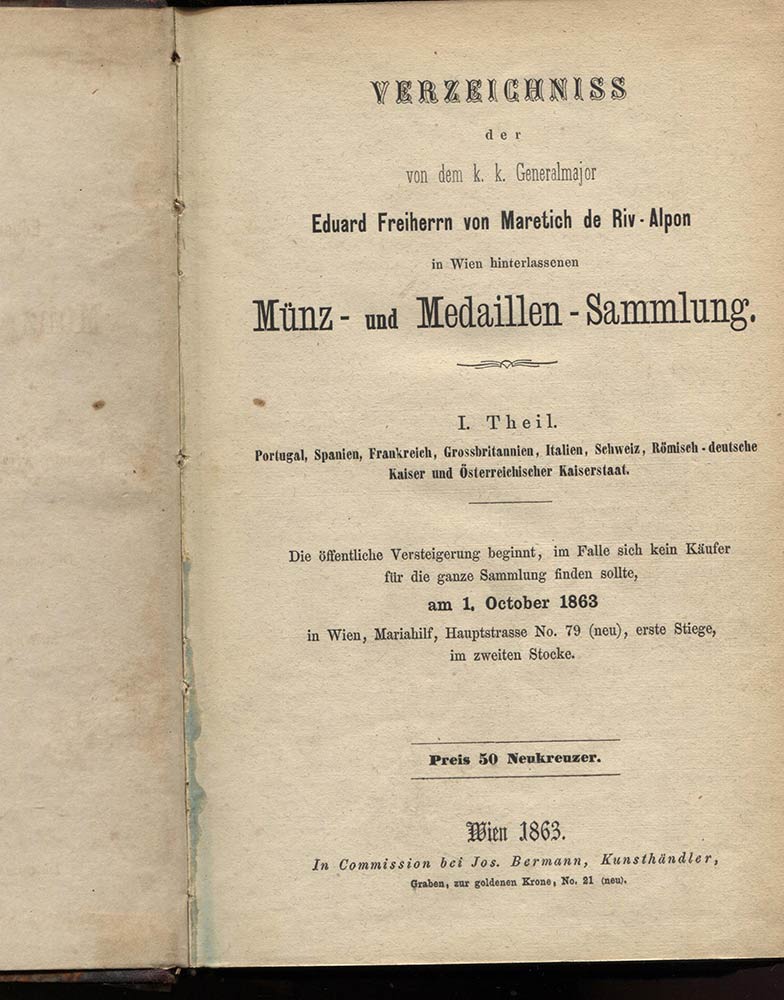 VERZEICHNISS
der
von dem k. k. Generalmajor
Eduard Freiherrn von Maretich de Riv-Alpon
in Wien hinterlassenen
Münz- und Medaillen-Sammlung.
I. Theil.
Portugal, Spanien, Frankreich, Grossbritannien, Italien, Schweiz, Römisch-deutsche
Kaiser und Österreichischer Kaiserstaat.
Die öffentliche Versteigerung beginnt, im Falle sich kein Käufer
für die ganze Sammlung finden sollte,
am 1. October 1863
in Wien, Mariahilf, Hauptstrasse No. 79 (neu), erste Stiege,
im zweiten Stocke.
Preis 50 Neukreuzer.
Wien 1863.
In Commission bei Jos. Bermann, Kunsthändler,
Graben, zur goldenen Krone, No. 21 (neu).